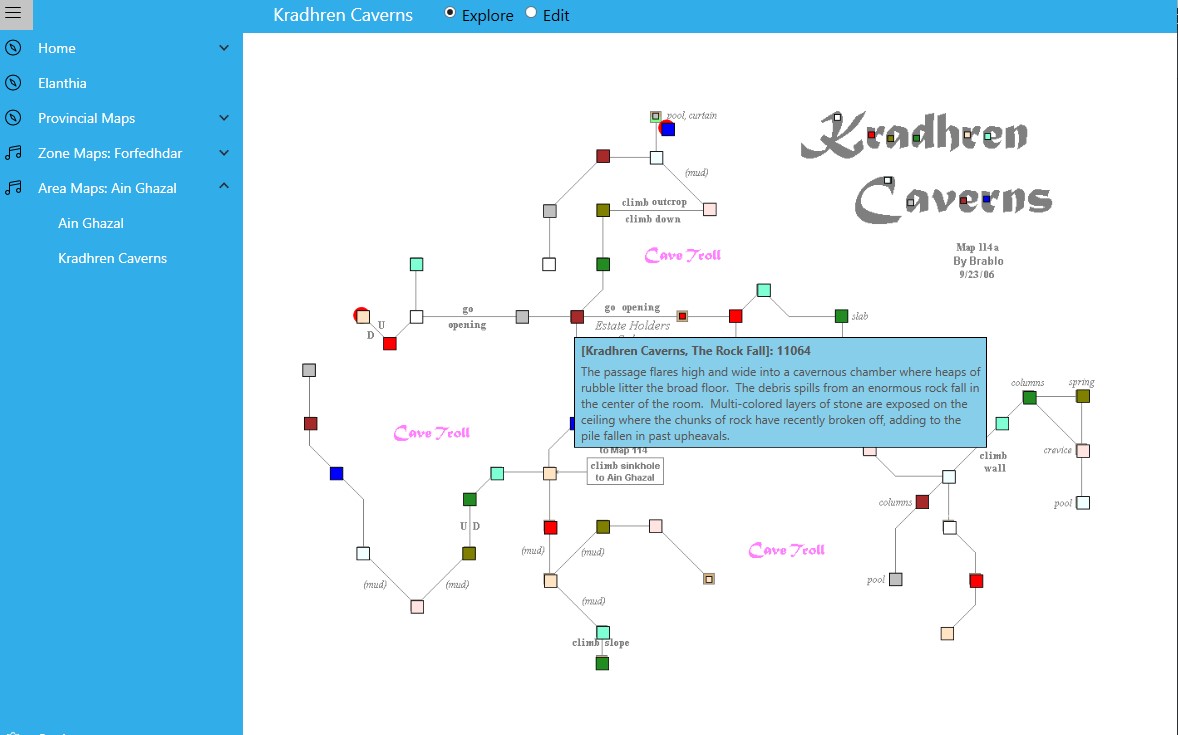 Kradhren Caverns
Explore
Edit
Home
Elanthia
Provincial Maps
Zone Maps: Forfedhdar
Area Maps: Ain Ghazal
Ain Ghazal
Kradhren Caverns
Kradhren
Caverns
Map 114a
By Brablo
9/23/06
pool, curtain
(mud)
climb outcrop
climb down
Cave Troll
go
opening
go opening
Estate Holders
U
D
slab
[Kradhren Caverns, The Rock Fall]: 11064
The passage flares high and wide into a cavernous chamber where heaps of
rubble litter the broad floor. The debris spills from an enormous rock fall in
the center of the room. Multi-colored layers of stone are exposed on the
ceiling where the chunks of rock have recently broken off, adding to the
pile fallen in past upheavals.
columns
spring
Cave Troll
to Map 114
climb sinkhole
to Ain Ghazal
climb
wall
crevice
columns
pool
U D
(mud)
(mud)
Cave Troll
(mud)
(mud)
pool
(mud)
climb slope